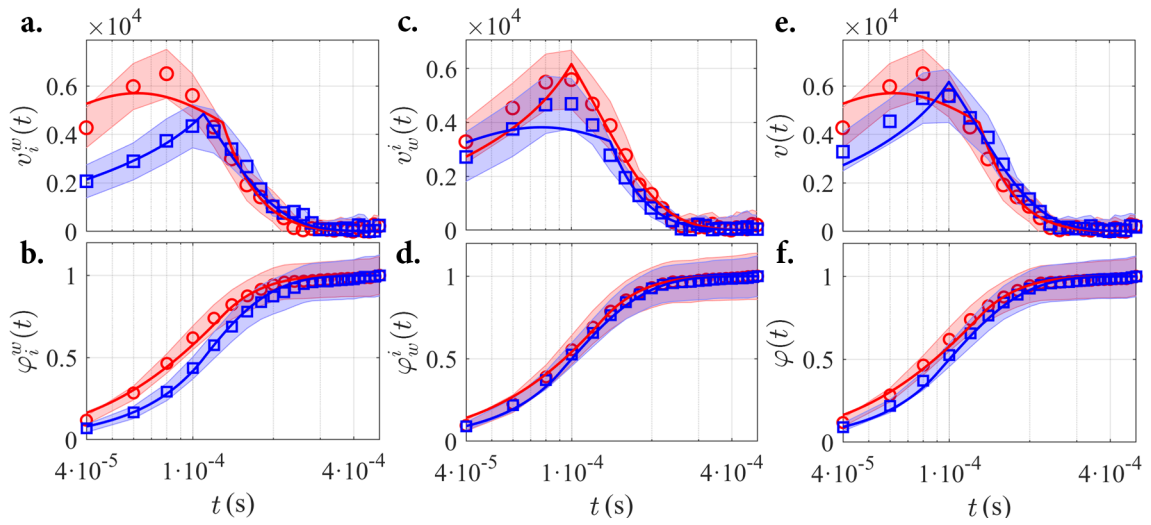 a. ×10⁴
c. ×10⁴
e. ×10⁴
0.6 0.6 0.6
0.4 0.4 0.4
0.2 0.2 0.2
0 0 0
v_i^{iw}(t) v_w^i(t) v(t)
b. d. f.
1 1 1
0.5 0.5 0.5
0 0 0
φ_i^w(t) φ_w^i(t) φ(t)
4·10⁻⁵ 1·10⁻⁴ 4·10⁻⁴ 4·10⁻⁵ 1·10⁻⁴ 4·10⁻⁴ 4·10⁻⁵ 1·10⁻⁴ 4·10⁻⁴
t (s) t (s) t (s)